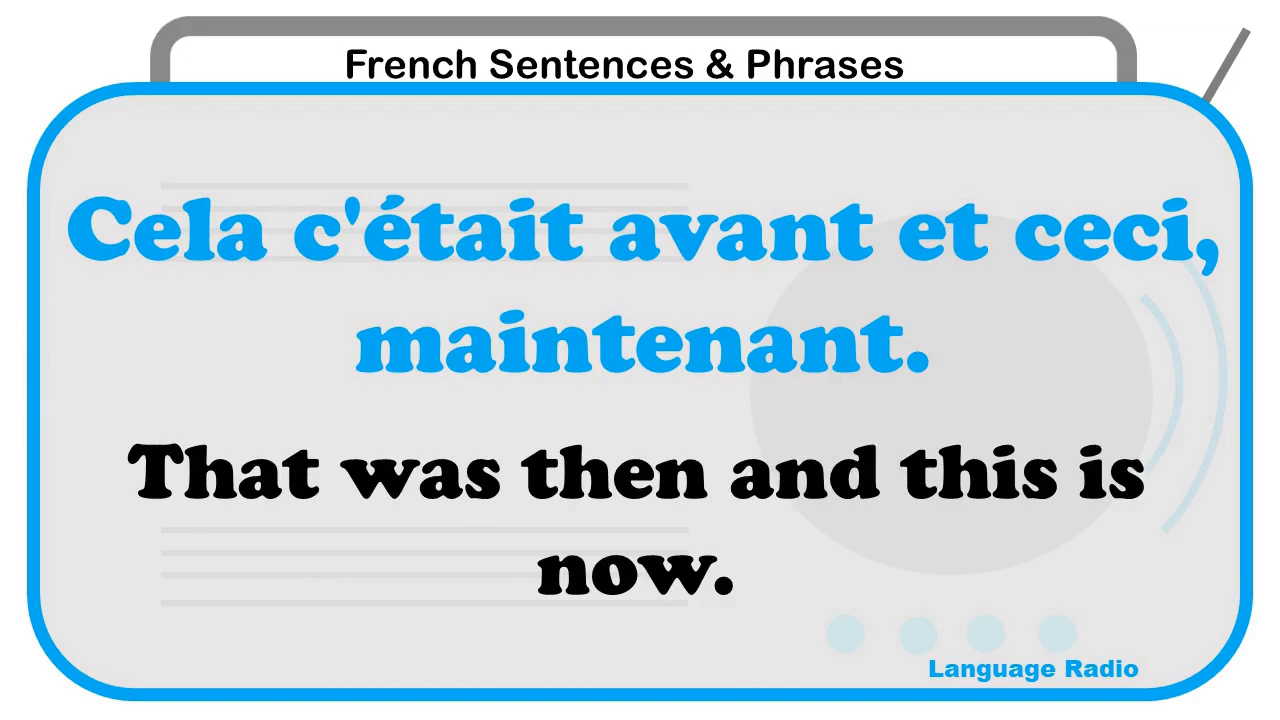 French Sentences & Phrases
Cela c'était avant et ceci,
maintenant.
That was then and this is
now.
Language Radio